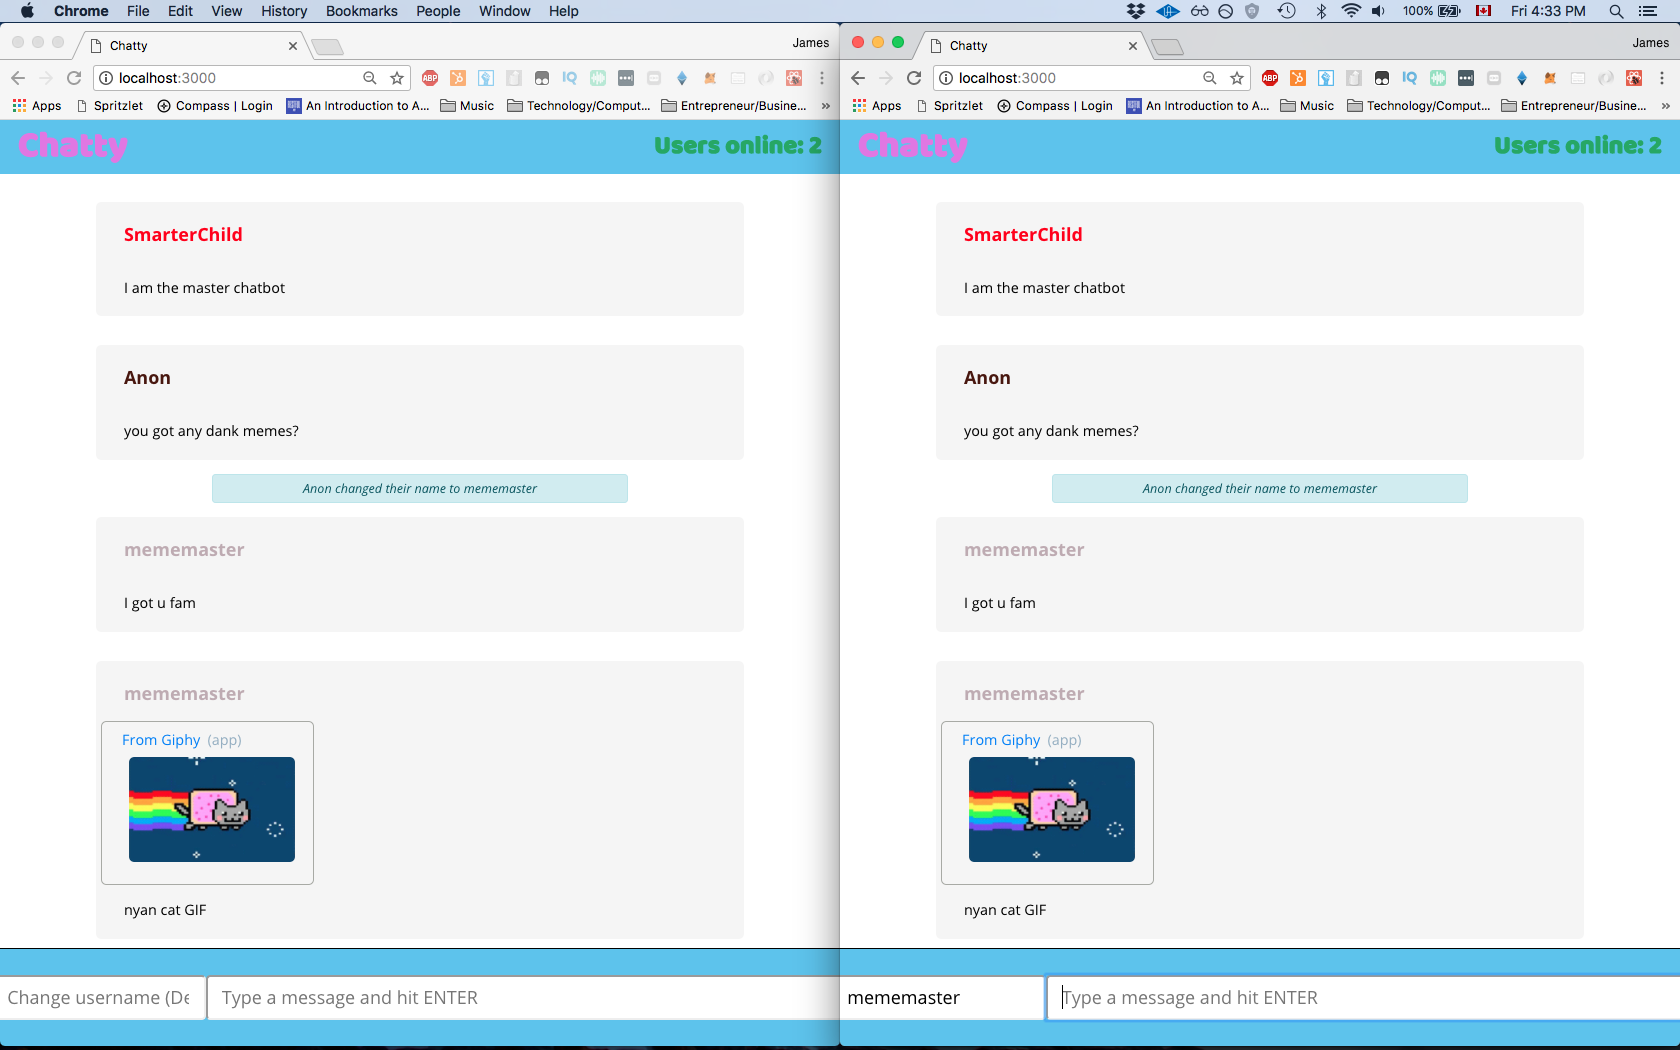 Chrome File Edit View History Bookmarks People Window Help 100% Fri 4:33 PM
Chatty James
localhost:3000 ABP IQ
Apps Spritzlet Compass | Login An Introduction to A... Music Technology/Comput... Entrepreneur/Busine... »
Chatty Users online: 2
SmarterChild
I am the master chatbot
Anon
you got any dank memes?
Anon changed their name to mememaster
mememaster
I got u fam
mememaster
From Giphy (app)
nyan cat GIF
Change username (De
Type a message and hit ENTER
Chatty James
localhost:3000 ABP IQ
Apps Spritzlet Compass | Login An Introduction to A... Music Technology/Comput... Entrepreneur/Busine... »
Chatty Users online: 2
SmarterChild
I am the master chatbot
Anon
you got any dank memes?
Anon changed their name to mememaster
mememaster
I got u fam
mememaster
From Giphy (app)
nyan cat GIF
mememaster
Type a message and hit ENTER